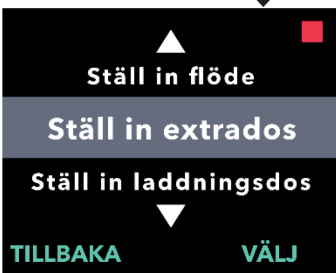 Ställ in flöde
Ställ in extrados
Ställ in laddningsdos
TILLBAKA VÄLJ